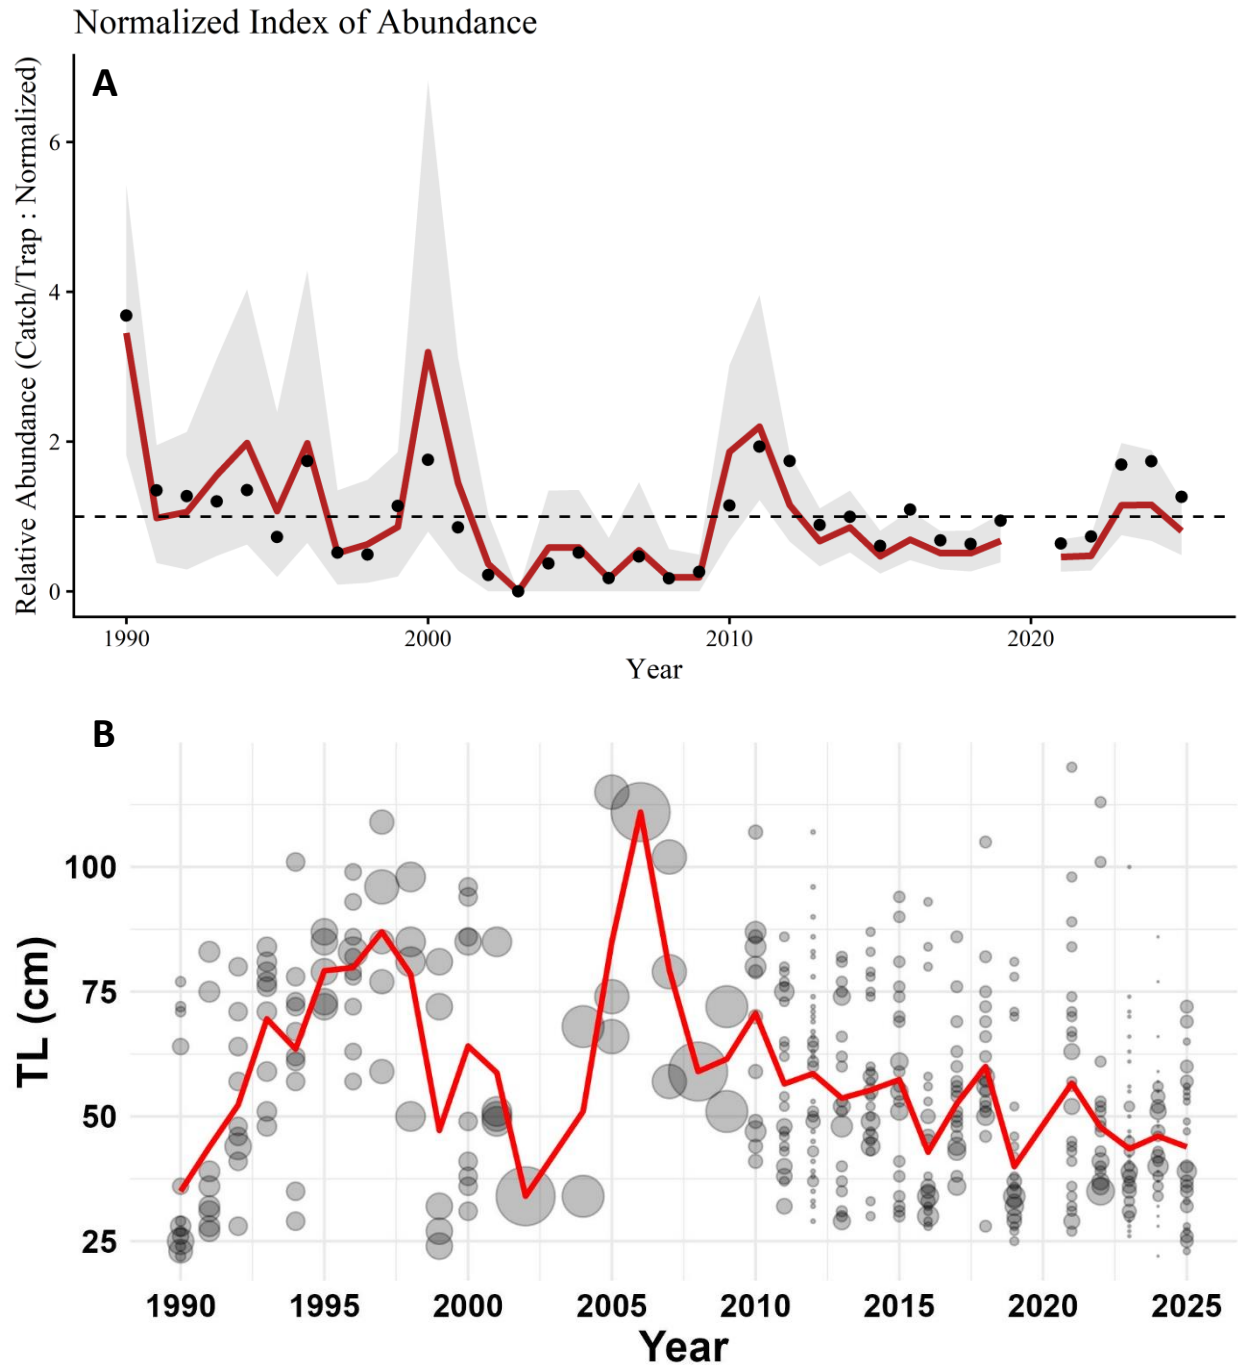 Normalized Index of Abundance
A
Relative Abundance (Catch/Trap : Normalized)
6
4
2
0
1990 2000 2010 2020
Year
B
TL (cm)
100
75
50
25
1990 1995 2000 2005 2010 2015 2020 2025
Year